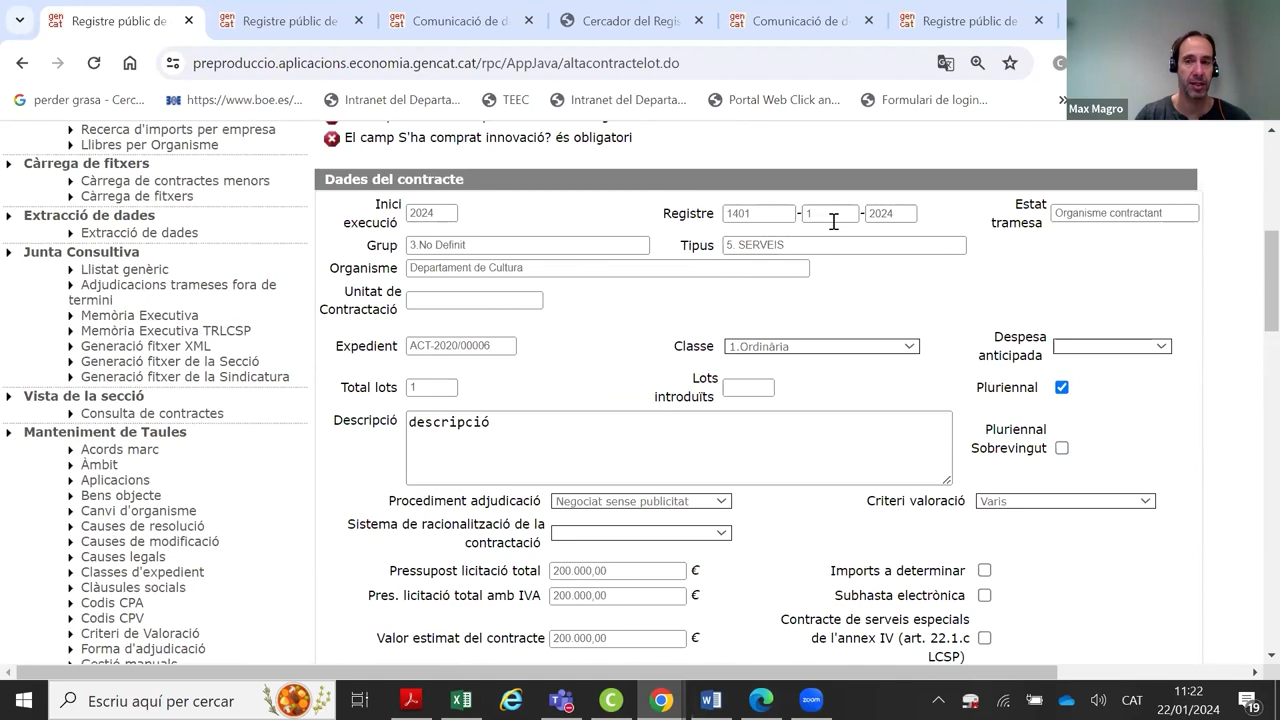 Registre públic de
Registre públic de
Comunicació de d
Cercador del Regis
Comunicació de d
Registre públic de
preproduccio.aplicacions.economia.gencat.cat/rpc/AppJava/altacontractelot.do
perder grasa - Cerc...
https://www.boe.es/...
Intranet del Departa...
TEEC
Intranet del Departa...
Portal Web Click an...
Formulari de login...
Max Magro
Recerca d'imports per empresa
Llibres per Organisme
Càrrega de fitxers
Càrrega de contractes menors
Càrrega de fitxers
Extracció de dades
Extracció de dades
Junta Consultiva
Llistat genèric
Adjudicacions trameses fora de
termini
Memòria Executiva
Memòria Executiva TRLCSP
Generació fitxer XML
Generació fitxer de la Secció
Generació fitxer de la Sindicatura
Vista de la secció
Consulta de contractes
Manteniment de Taules
Acords marc
Àmbit
Aplicacions
Bens objecte
Canvi d'organisme
Causes de resolució
Causes de modificació
Causes legals
Classes d'expedient
Clàusules socials
Codis CPA
Codis CPV
Criteri de Valoració
Forma d'adjudicació
Gestió manuals
El camp S'ha comprat innovació? és obligatori
Dades del contracte
Inici
execució 2024
Registre 1401 - 1 - 2024
Estat
tramesa Organisme contractant
Grup 3.No Definit
Tipus 5. SERVEIS
Organisme Departament de Cultura
Unitat de
Contractació
Expedient ACT-2020/00006
Classe 1.Ordinària
Despesa
anticipada
Total lots 1
Lots
introduïts
Pluriennal
Descripció descripció
Pluriennal
Sobrevingut
Procediment adjudicació Negociat sense publicitat
Criteri valoració Varis
Sistema de racionalització de la
contractació
Pressupost licitació total 200.000,00 €
Imports a determinar
Pres. licitació total amb IVA 200.000,00 €
Subhasta electrònica
Valor estimat del contracte 200.000,00 €
Contracte de serveis especials
de l'annex IV (art. 22.1.c
LCSP)
Escriu aquí per cercar
CAT
11:22
22/01/2024
19